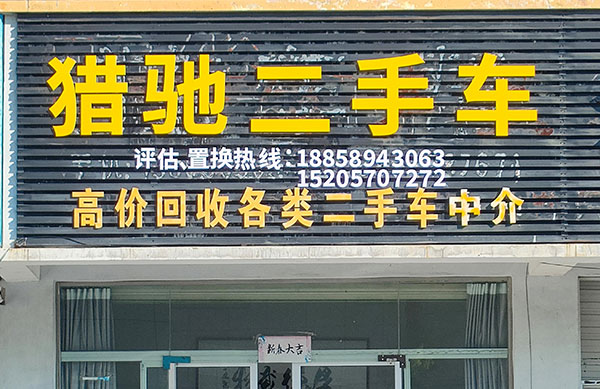 猎驰二手车
评估、置换热线：18858943063
15205707272
高价回收各类二手车中介
新春大吉